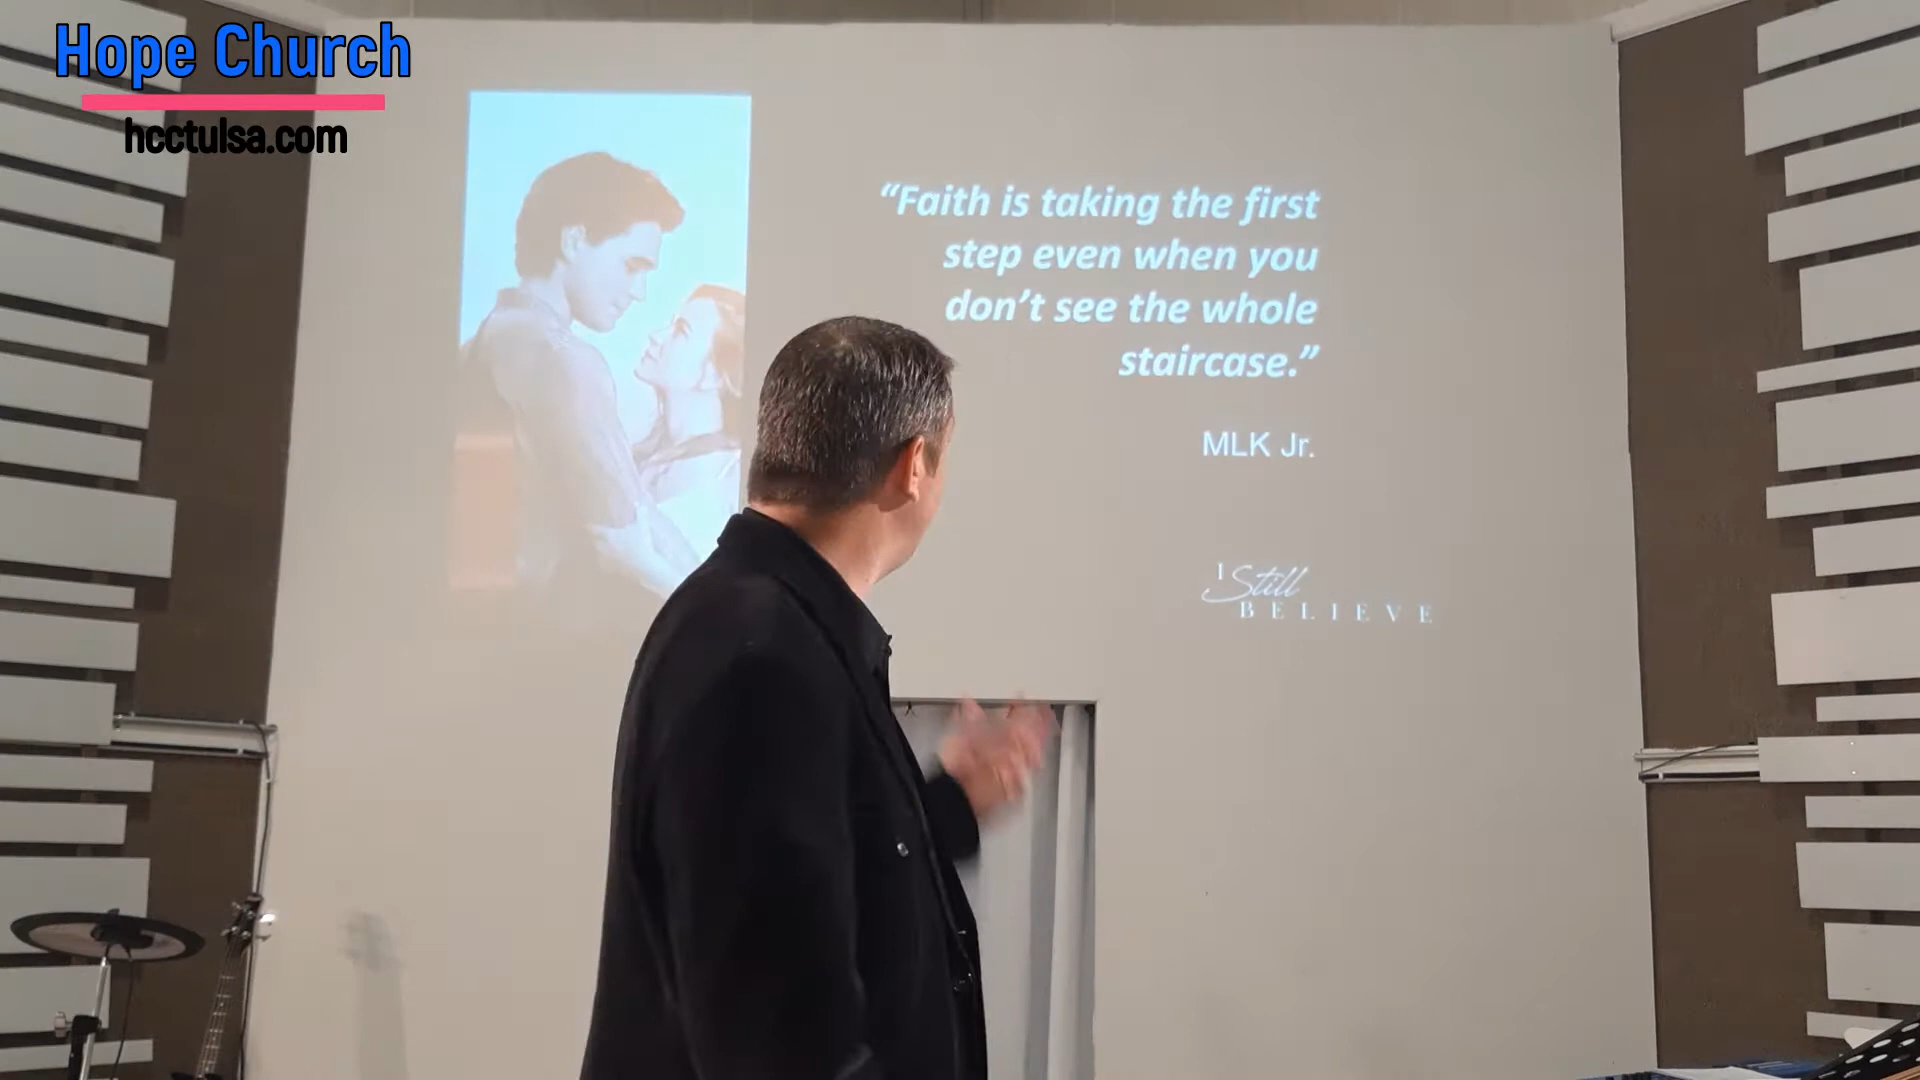 Hope Church
hcctulsa.com
“Faith is taking the first
step even when you
don’t see the whole
staircase.”
MLK Jr.
I Still
BELIEVE